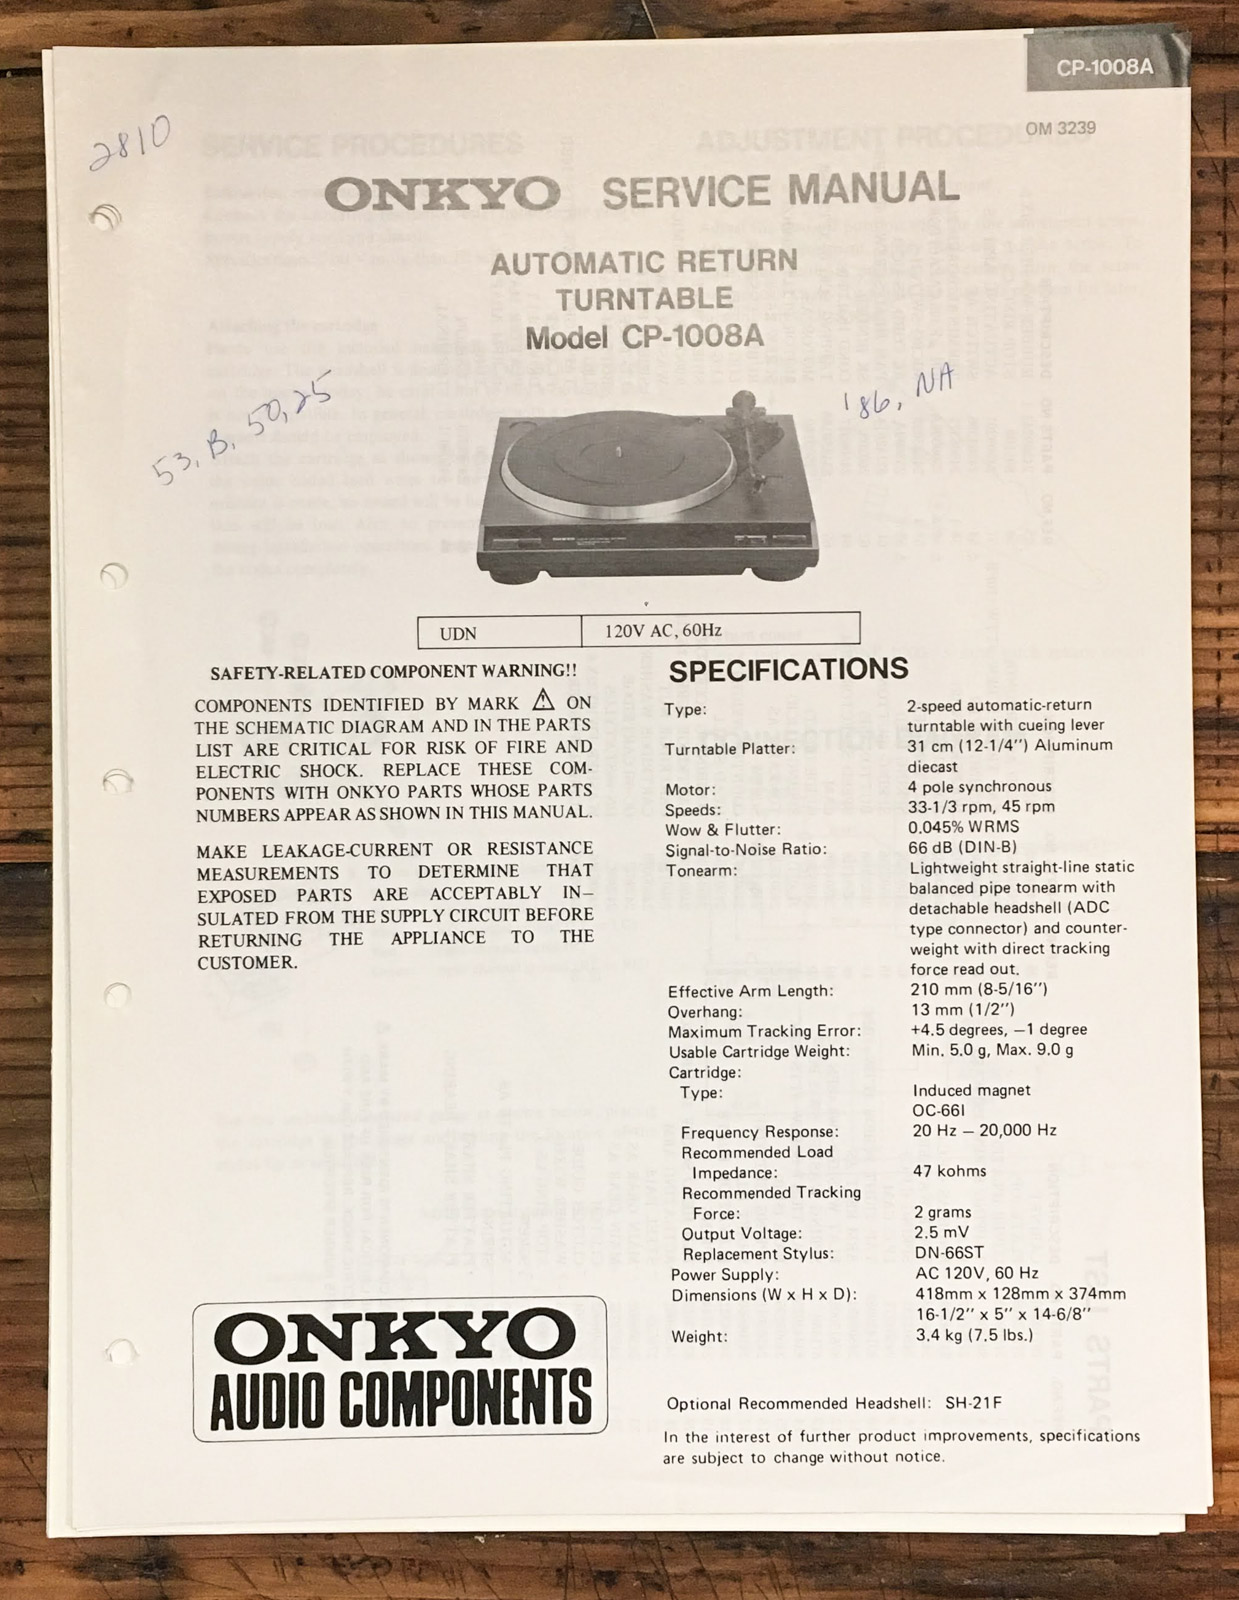 CP-1008A
OM 3239
2810
ONKYO SERVICE MANUAL
AUTOMATIC RETURN
TURNTABLE
Model CP-1008A
53, B, 50, 25
'86, NA
UDN 120V AC, 60Hz
SAFETY-RELATED COMPONENT WARNING!!
COMPONENTS IDENTIFIED BY MARK ⚠ ON
THE SCHEMATIC DIAGRAM AND IN THE PARTS
LIST ARE CRITICAL FOR RISK OF FIRE AND
ELECTRIC SHOCK. REPLACE THESE COM-
PONENTS WITH ONKYO PARTS WHOSE PARTS
NUMBERS APPEAR AS SHOWN IN THIS MANUAL.
MAKE LEAKAGE-CURRENT OR RESISTANCE
MEASUREMENTS TO DETERMINE THAT
EXPOSED PARTS ARE ACCEPTABLY IN–
SULATED FROM THE SUPPLY CIRCUIT BEFORE
RETURNING THE APPLIANCE TO THE
CUSTOMER.
ONKYO
AUDIO COMPONENTS
SPECIFICATIONS
Type: 2-speed automatic-return
turntable with cueing lever
Turntable Platter: 31 cm (12-1/4'') Aluminum
diecast
Motor: 4 pole synchronous
Speeds: 33-1/3 rpm, 45 rpm
Wow & Flutter: 0.045% WRMS
Signal-to-Noise Ratio: 66 dB (DIN-B)
Tonearm: Lightweight straight-line static
balanced pipe tonearm with
detachable headshell (ADC
type connector) and counter-
weight with direct tracking
force read out.
Effective Arm Length: 210 mm (8-5/16'')
Overhang: 13 mm (1/2'')
Maximum Tracking Error: +4.5 degrees, −1 degree
Usable Cartridge Weight: Min. 5.0 g, Max. 9.0 g
Cartridge:
Type: Induced magnet
OC-66I
Frequency Response: 20 Hz – 20,000 Hz
Recommended Load
Impedance: 47 kohms
Recommended Tracking
Force: 2 grams
Output Voltage: 2.5 mV
Replacement Stylus: DN-66ST
Power Supply: AC 120V, 60 Hz
Dimensions (W x H x D): 418mm x 128mm x 374mm
16-1/2'' x 5'' x 14-6/8''
Weight: 3.4 kg (7.5 lbs.)
Optional Recommended Headshell: SH-21F
In the interest of further product improvements, specifications
are subject to change without notice.